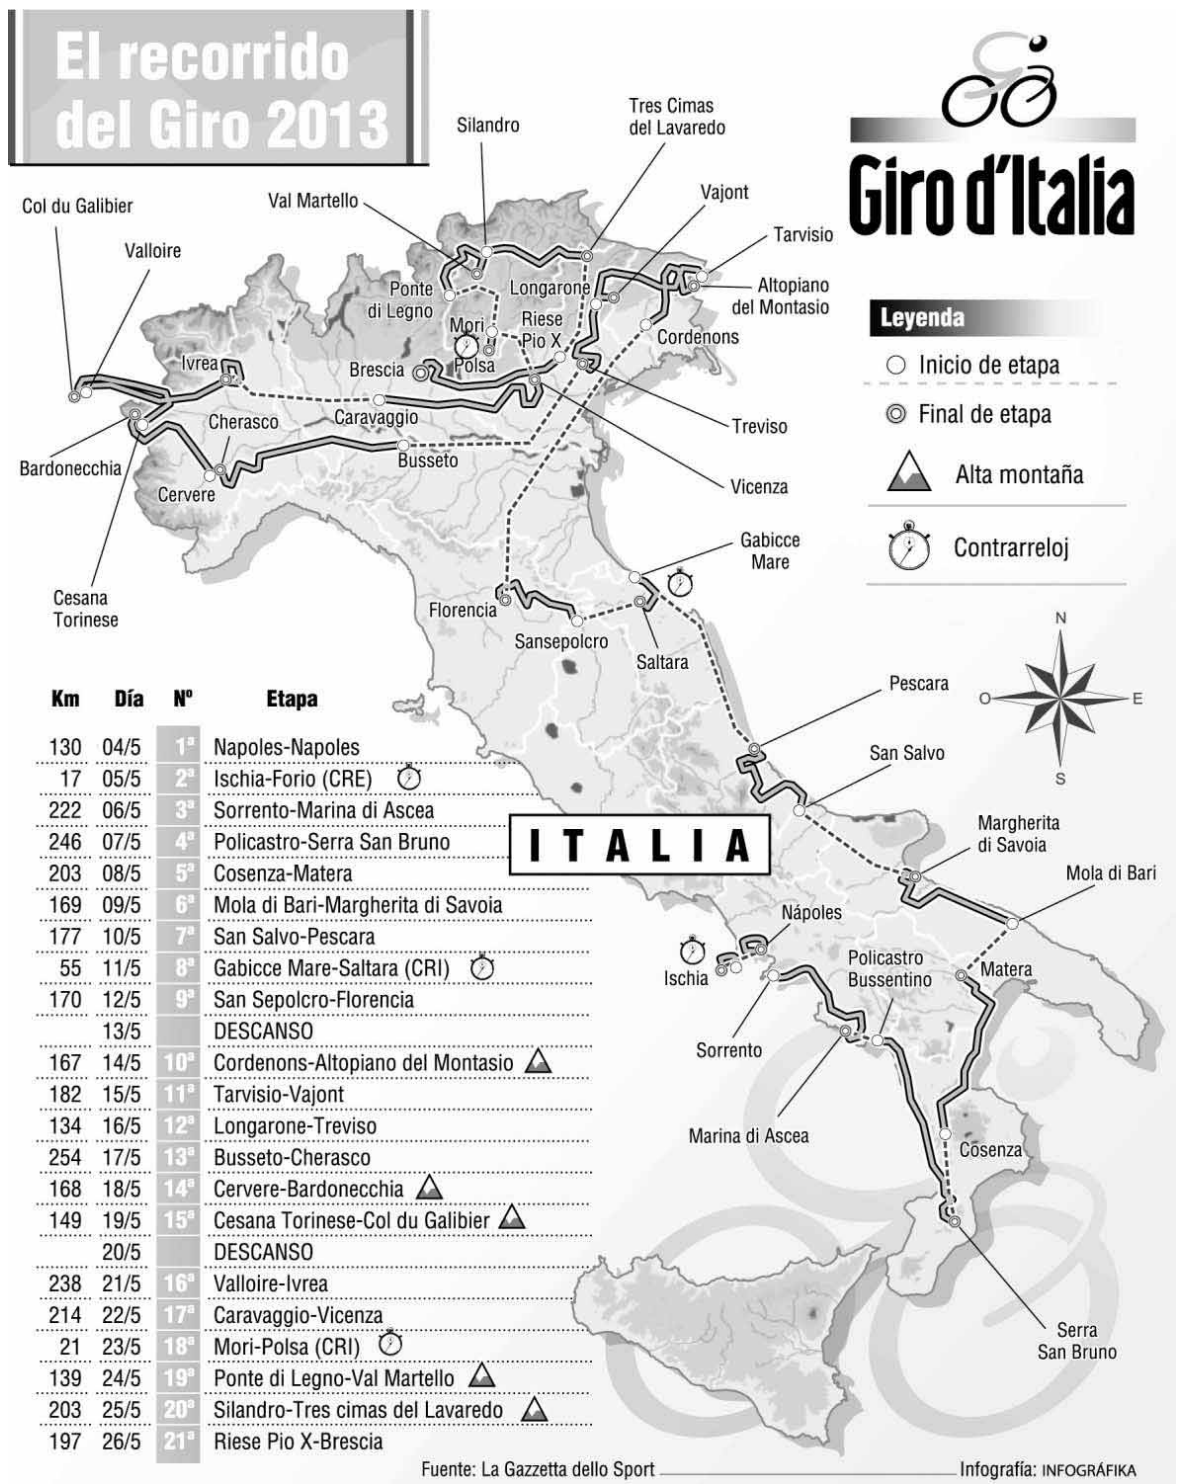 El recorrido
del Giro 2013
Giro d'Italia
Silandro
Tres Cimas
del Lavaredo
Val Martello
Vajont
Col du Galibier
Valloire
Tarvisio
Altopiano
del Montasio
Ponte
di Legno
Longarone
Mori
Riese
Pio X
Cordenons
Ivrea
Brescia
Polsa
Caravaggio
Cherasco
Treviso
Busseto
Bardonecchia
Cervere
Vicenza
Gabicce
Mare
Cesana
Torinese
Florencia
Sansepolcro
Saltara
Leyenda
Inicio de etapa
Final de etapa
Alta montaña
Contrarreloj
N
O
E
S
Pescara
San Salvo
Margherita
di Savoia
Mola di Bari
ITALIA
Nápoles
Policastro
Bussentino
Matera
Ischia
Sorrento
Marina di Ascea
Cosenza
Serra
San Bruno
Km Día Nº Etapa
130 04/5 1ª Napoles-Napoles
17 05/5 2ª Ischia-Forio (CRE)
222 06/5 3ª Sorrento-Marina di Ascea
246 07/5 4ª Policastro-Serra San Bruno
203 08/5 5ª Cosenza-Matera
169 09/5 6ª Mola di Bari-Margherita di Savoia
177 10/5 7ª San Salvo-Pescara
55 11/5 8ª Gabicce Mare-Saltara (CRI)
170 12/5 9ª San Sepolcro-Florencia
13/5 DESCANSO
167 14/5 10ª Cordenons-Altopiano del Montasio
182 15/5 11ª Tarvisio-Vajont
134 16/5 12ª Longarone-Treviso
254 17/5 13ª Busseto-Cherasco
168 18/5 14ª Cervere-Bardonecchia
149 19/5 15ª Cesana Torinese-Col du Galibier
20/5 DESCANSO
238 21/5 16ª Valloire-Ivrea
214 22/5 17ª Caravaggio-Vicenza
21 23/5 18ª Mori-Polsa (CRI)
139 24/5 19ª Ponte di Legno-Val Martello
203 25/5 20ª Silandro-Tres cimas del Lavaredo
197 26/5 21ª Riese Pio X-Brescia
Fuente: La Gazzetta dello Sport
Infografía: INFOGRÁFIKA